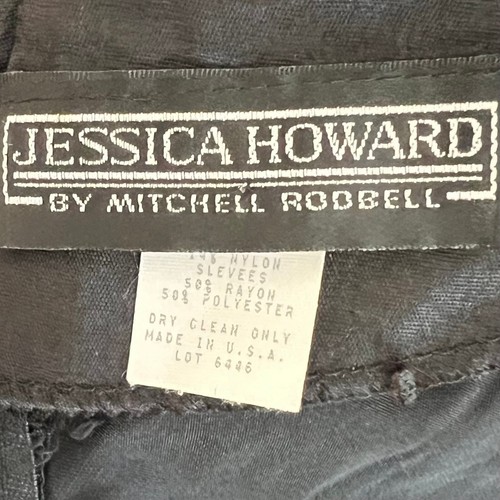 JESSICA HOWARD
BY MITCHELL RODBELL
NYLON
SLEVEES
50% RAYON
50% POLYESTER
DRY CLEAN ONLY
MADE IN U.S.A.
LOT 6446